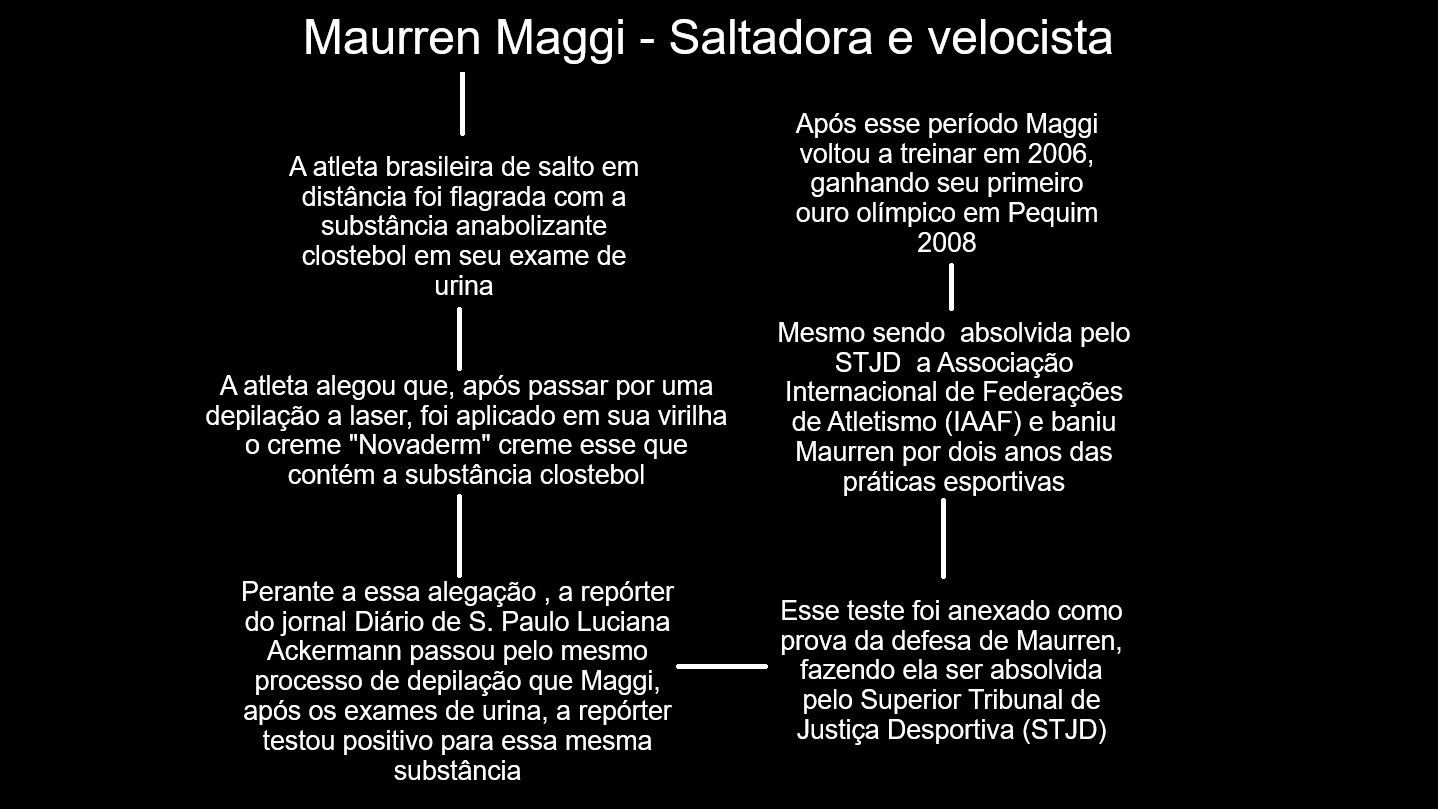 Maurren Maggi - Saltadora e velocista
A atleta brasileira de salto em
distância foi flagrada com a
substância anabolizante
clostebol em seu exame de
urina
A atleta alegou que, após passar por uma
depilação a laser, foi aplicado em sua virilha
o creme "Novaderm" creme esse que
contém a substância clostebol
Perante a essa alegação , a repórter
do jornal Diário de S. Paulo Luciana
Ackermann passou pelo mesmo
processo de depilação que Maggi,
após os exames de urina, a repórter
testou positivo para essa mesma
substância
Esse teste foi anexado como
prova da defesa de Maurren,
fazendo ela ser absolvida
pelo Superior Tribunal de
Justiça Desportiva (STJD)
Mesmo sendo  absolvida pelo
STJD  a Associação
Internacional de Federações
de Atletismo (IAAF) e baniu
Maurren por dois anos das
práticas esportivas
Após esse período Maggi
voltou a treinar em 2006,
ganhando seu primeiro
ouro olímpico em Pequim
2008